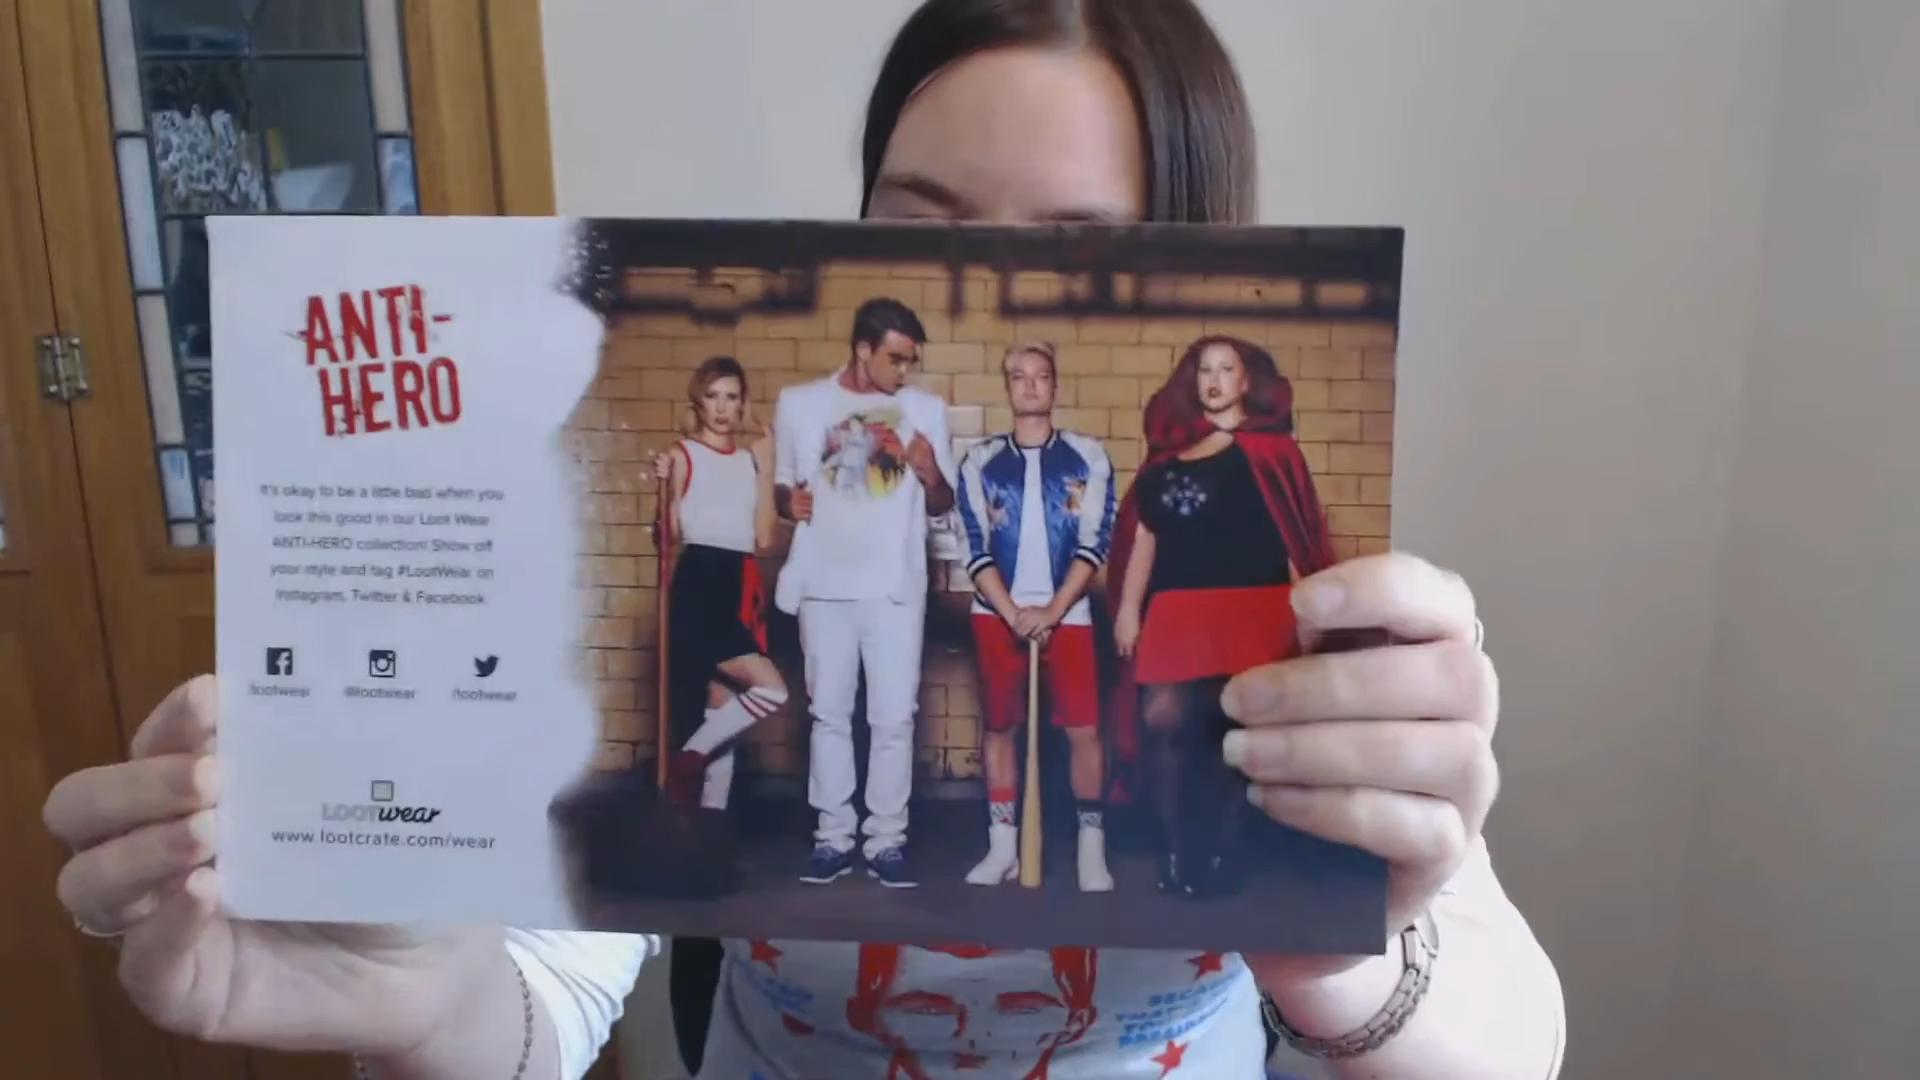 ANTI-
HERO
It's okay to be a little bad when you
look this good in our Loot Wear
ANTI-HERO collection! Show off
your style and tag #LootWear on
Instagram, Twitter & Facebook
/lootwear @lootwear /lootwear
LOOTwear
www.lootcrate.com/wear